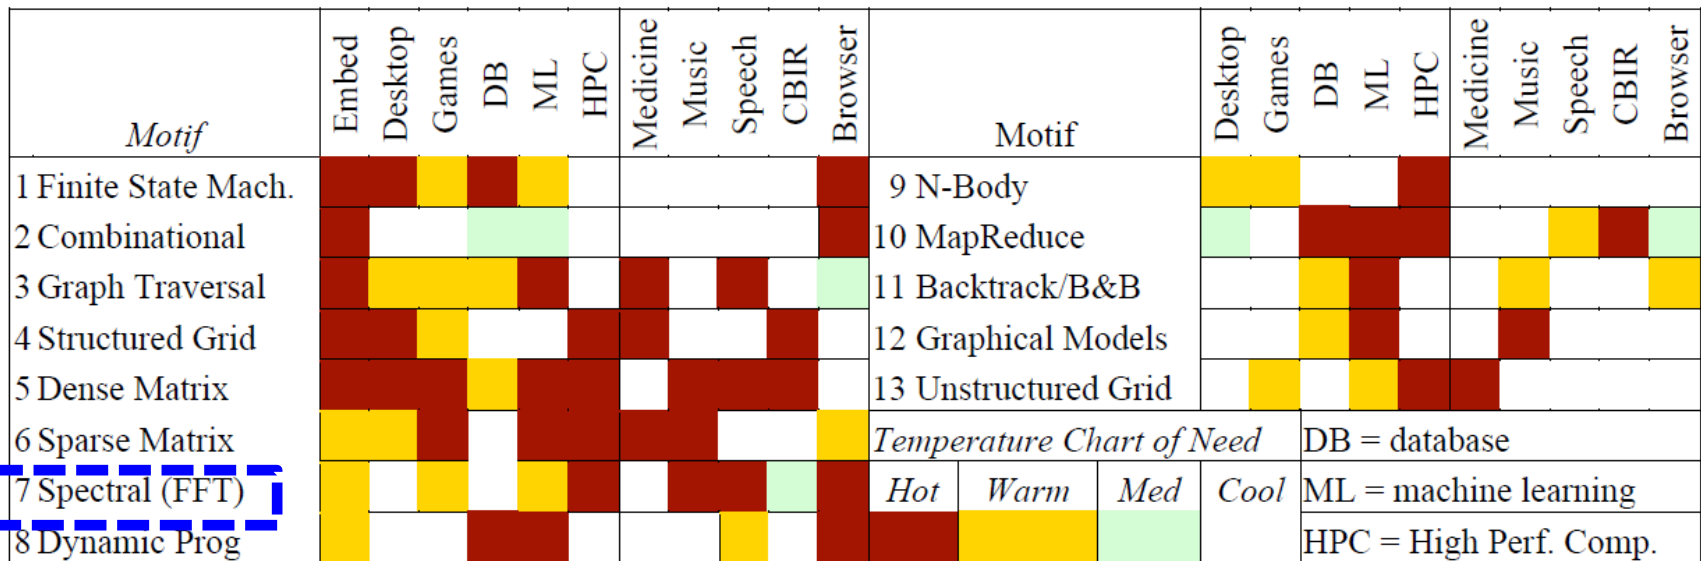 Motif Embed Desktop Games DB ML HPC Medicine Music Speech CBIR Browser
1 Finite State Mach.
2 Combinational
3 Graph Traversal
4 Structured Grid
5 Dense Matrix
6 Sparse Matrix
7 Spectral (FFT)
8 Dynamic Prog
Motif Desktop Games DB ML HPC Medicine Music Speech CBIR Browser
9 N-Body
10 MapReduce
11 Backtrack/B&B
12 Graphical Models
13 Unstructured Grid
Temperature Chart of Need
Hot Warm Med Cool
DB = database
ML = machine learning
HPC = High Perf. Comp.